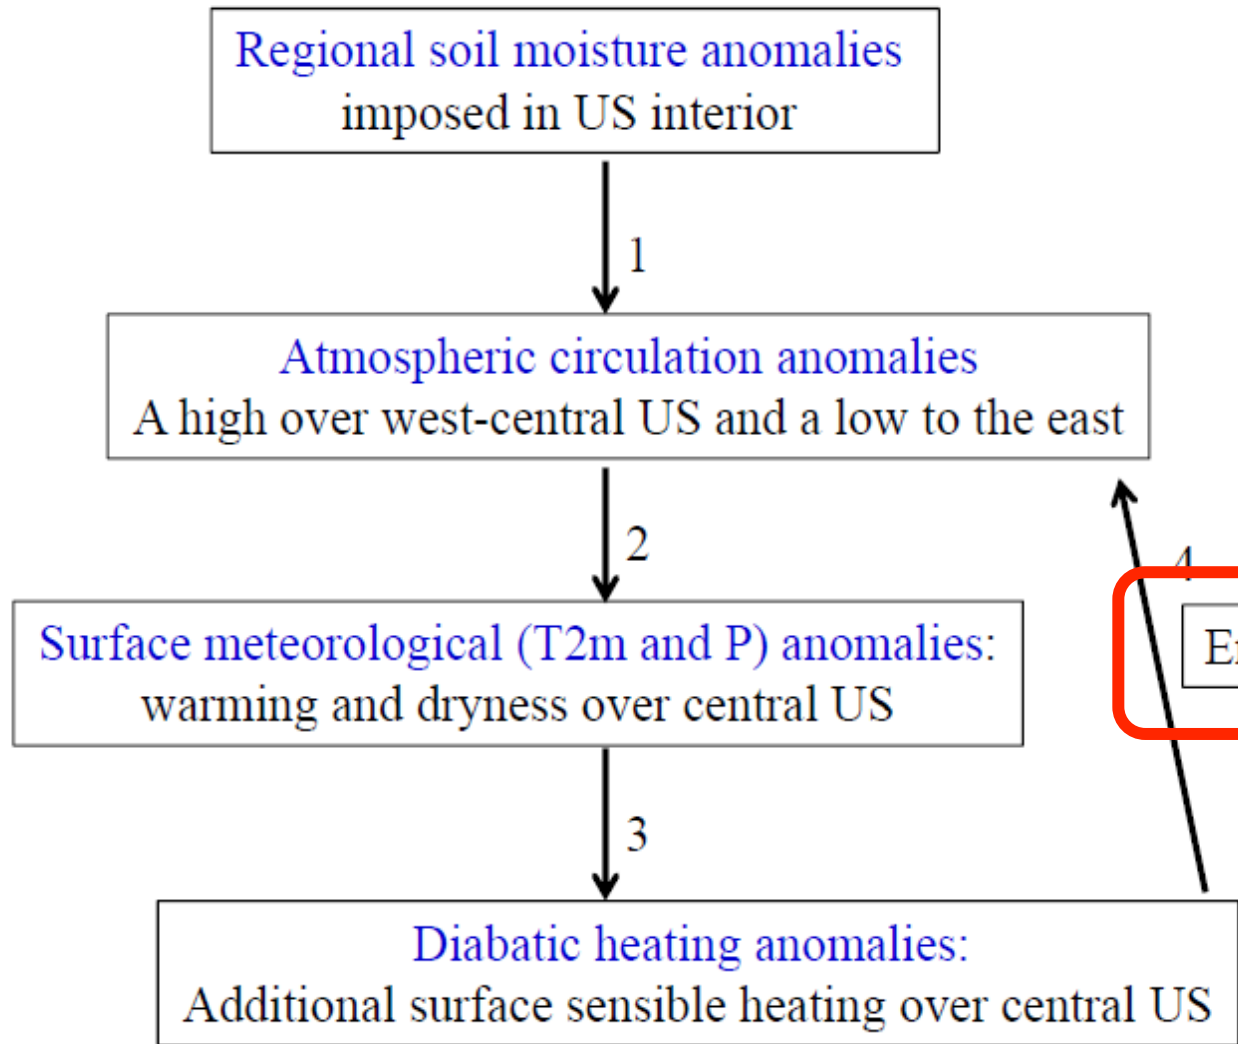 Regional soil moisture anomalies
imposed in US interior
1
Atmospheric circulation anomalies
A high over west-central US and a low to the east
2
4
Surface meteorological (T2m and P) anomalies:
warming and dryness over central US
3
Diabatic heating anomalies:
Additional surface sensible heating over central US